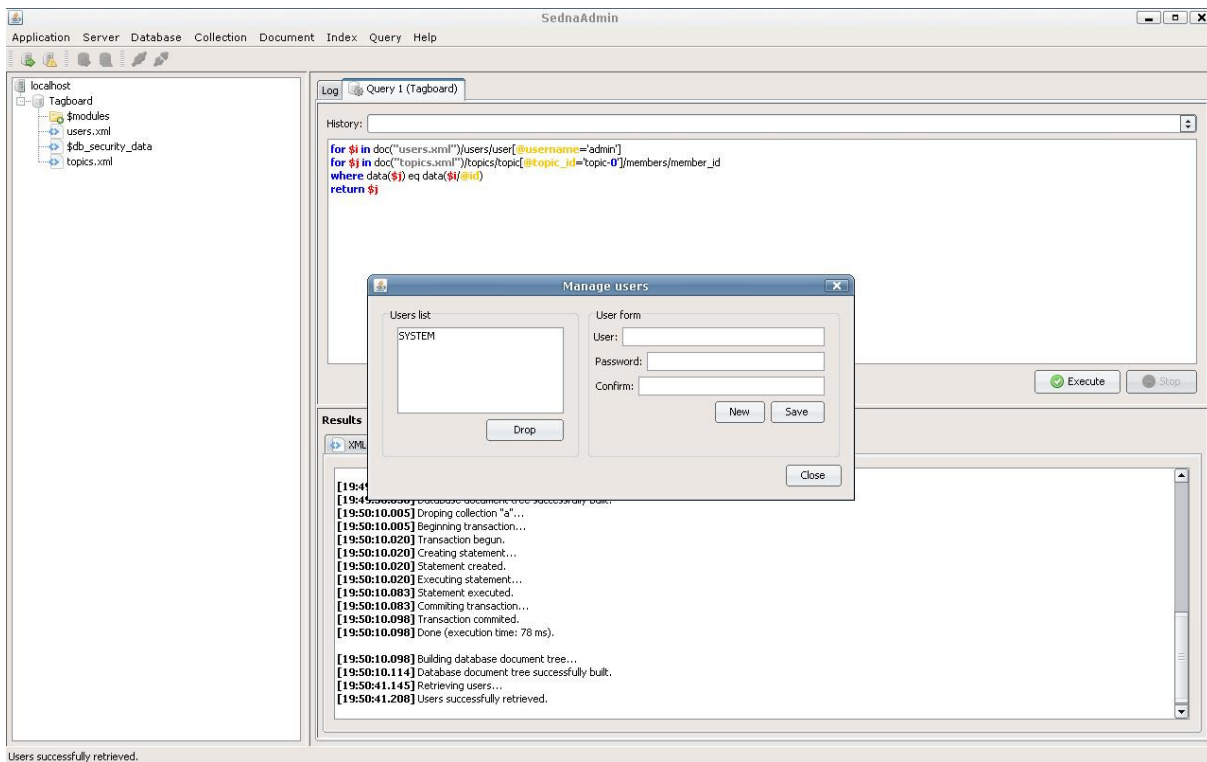 SednaAdmin
Application Server Database Collection Document Index Query Help
localhost
Tagboard
$modules
users.xml
$db_security_data
topics.xml
Log Query 1 (Tagboard)
History:
for $i in doc("users.xml")/users/user[@username='admin']
for $j in doc("topics.xml")/topics/topic[@topic_id='topic-0']/members/member_id
where data($j) eq data($i/@id)
return $j
Execute Stop
Manage users
Users list
SYSTEM
Drop
User form
User:
Password:
Confirm:
New Save
Close
Results
XML
[19:49
Database document tree successfully built.
[19:50:10.005] Droping collection "a"...
[19:50:10.005] Beginning transaction...
[19:50:10.020] Transaction begun.
[19:50:10.020] Creating statement...
[19:50:10.020] Statement created.
[19:50:10.020] Executing statement...
[19:50:10.083] Statement executed.
[19:50:10.083] Commiting transaction...
[19:50:10.098] Transaction commited.
[19:50:10.098] Done (execution time: 78 ms).
[19:50:10.098] Building database document tree...
[19:50:10.114] Database document tree successfully built.
[19:50:41.145] Retrieving users...
[19:50:41.208] Users successfully retrieved.
Users successfully retrieved.